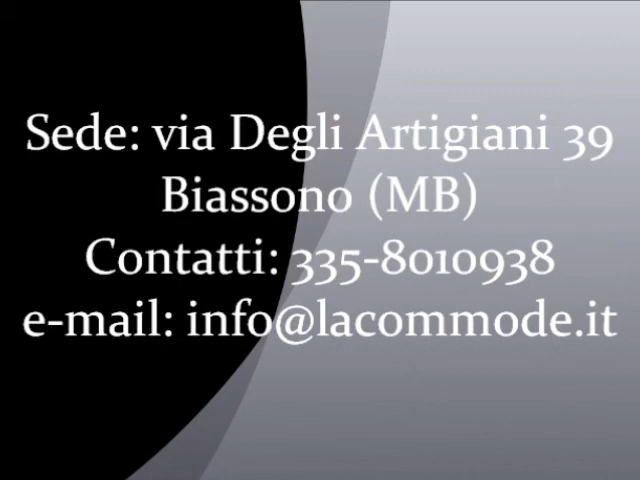 Sede: via Degli Artigiani 39
Biassono (MB)
Contatti: 335-8010938
e-mail: info@lacommode.it